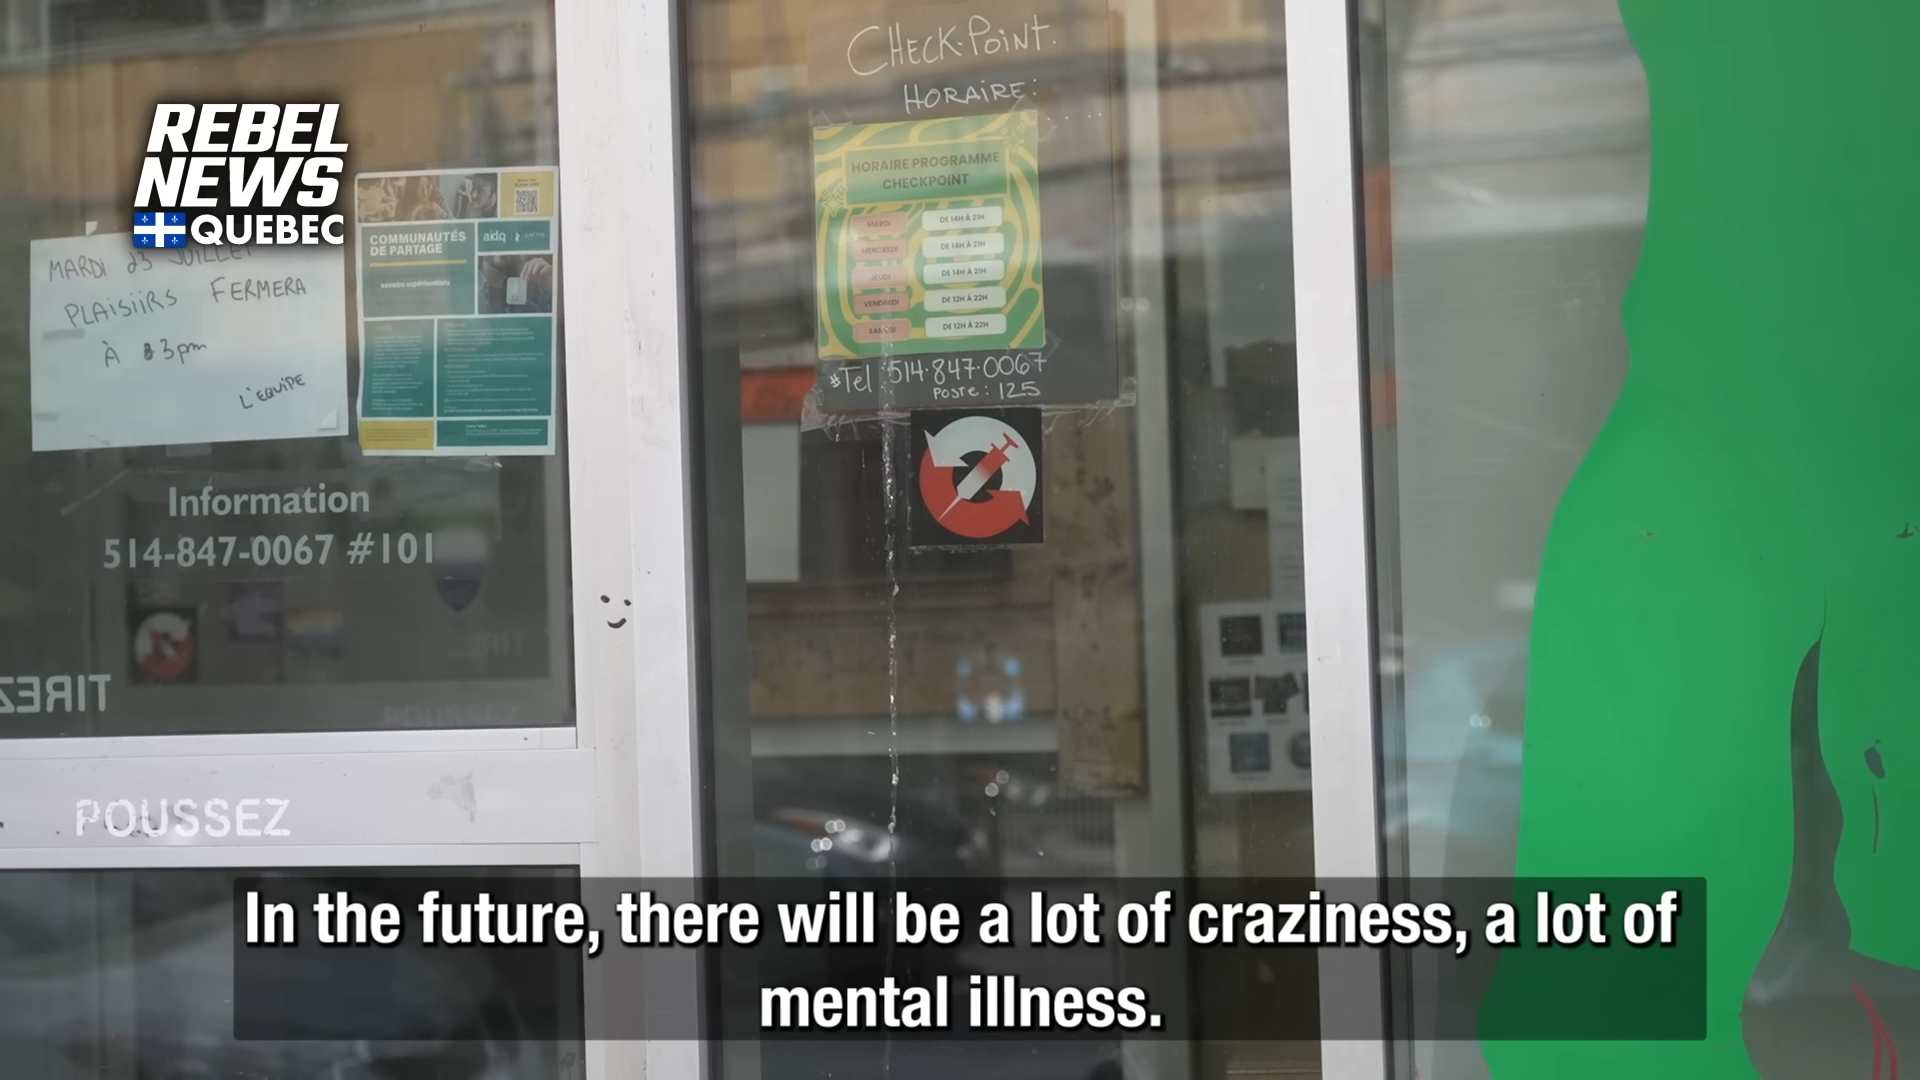 REBEL
NEWS
QUEBEC
MARDI 23 JUILLET
PLAISIIRS FERMERA
À 3pm
L'EQUIPE
COMMUNAUTÉS
DE PARTAGE
aidq
savoirs expérientiels
Information
514-847-0067 #101
TIREZ
POUSSEZ
CHECK-POINT.
HORAIRE:
HORAIRE PROGRAMME
CHECKPOINT
MARDI DE 14H À 21H
MERCREDI DE 14H À 21H
JEUDI DE 14H À 21H
VENDREDI DE 12H À 22H
SAMEDI DE 12H À 22H
*Tel : 514-847-0067
POSTE : 125
In the future, there will be a lot of craziness, a lot of
mental illness.